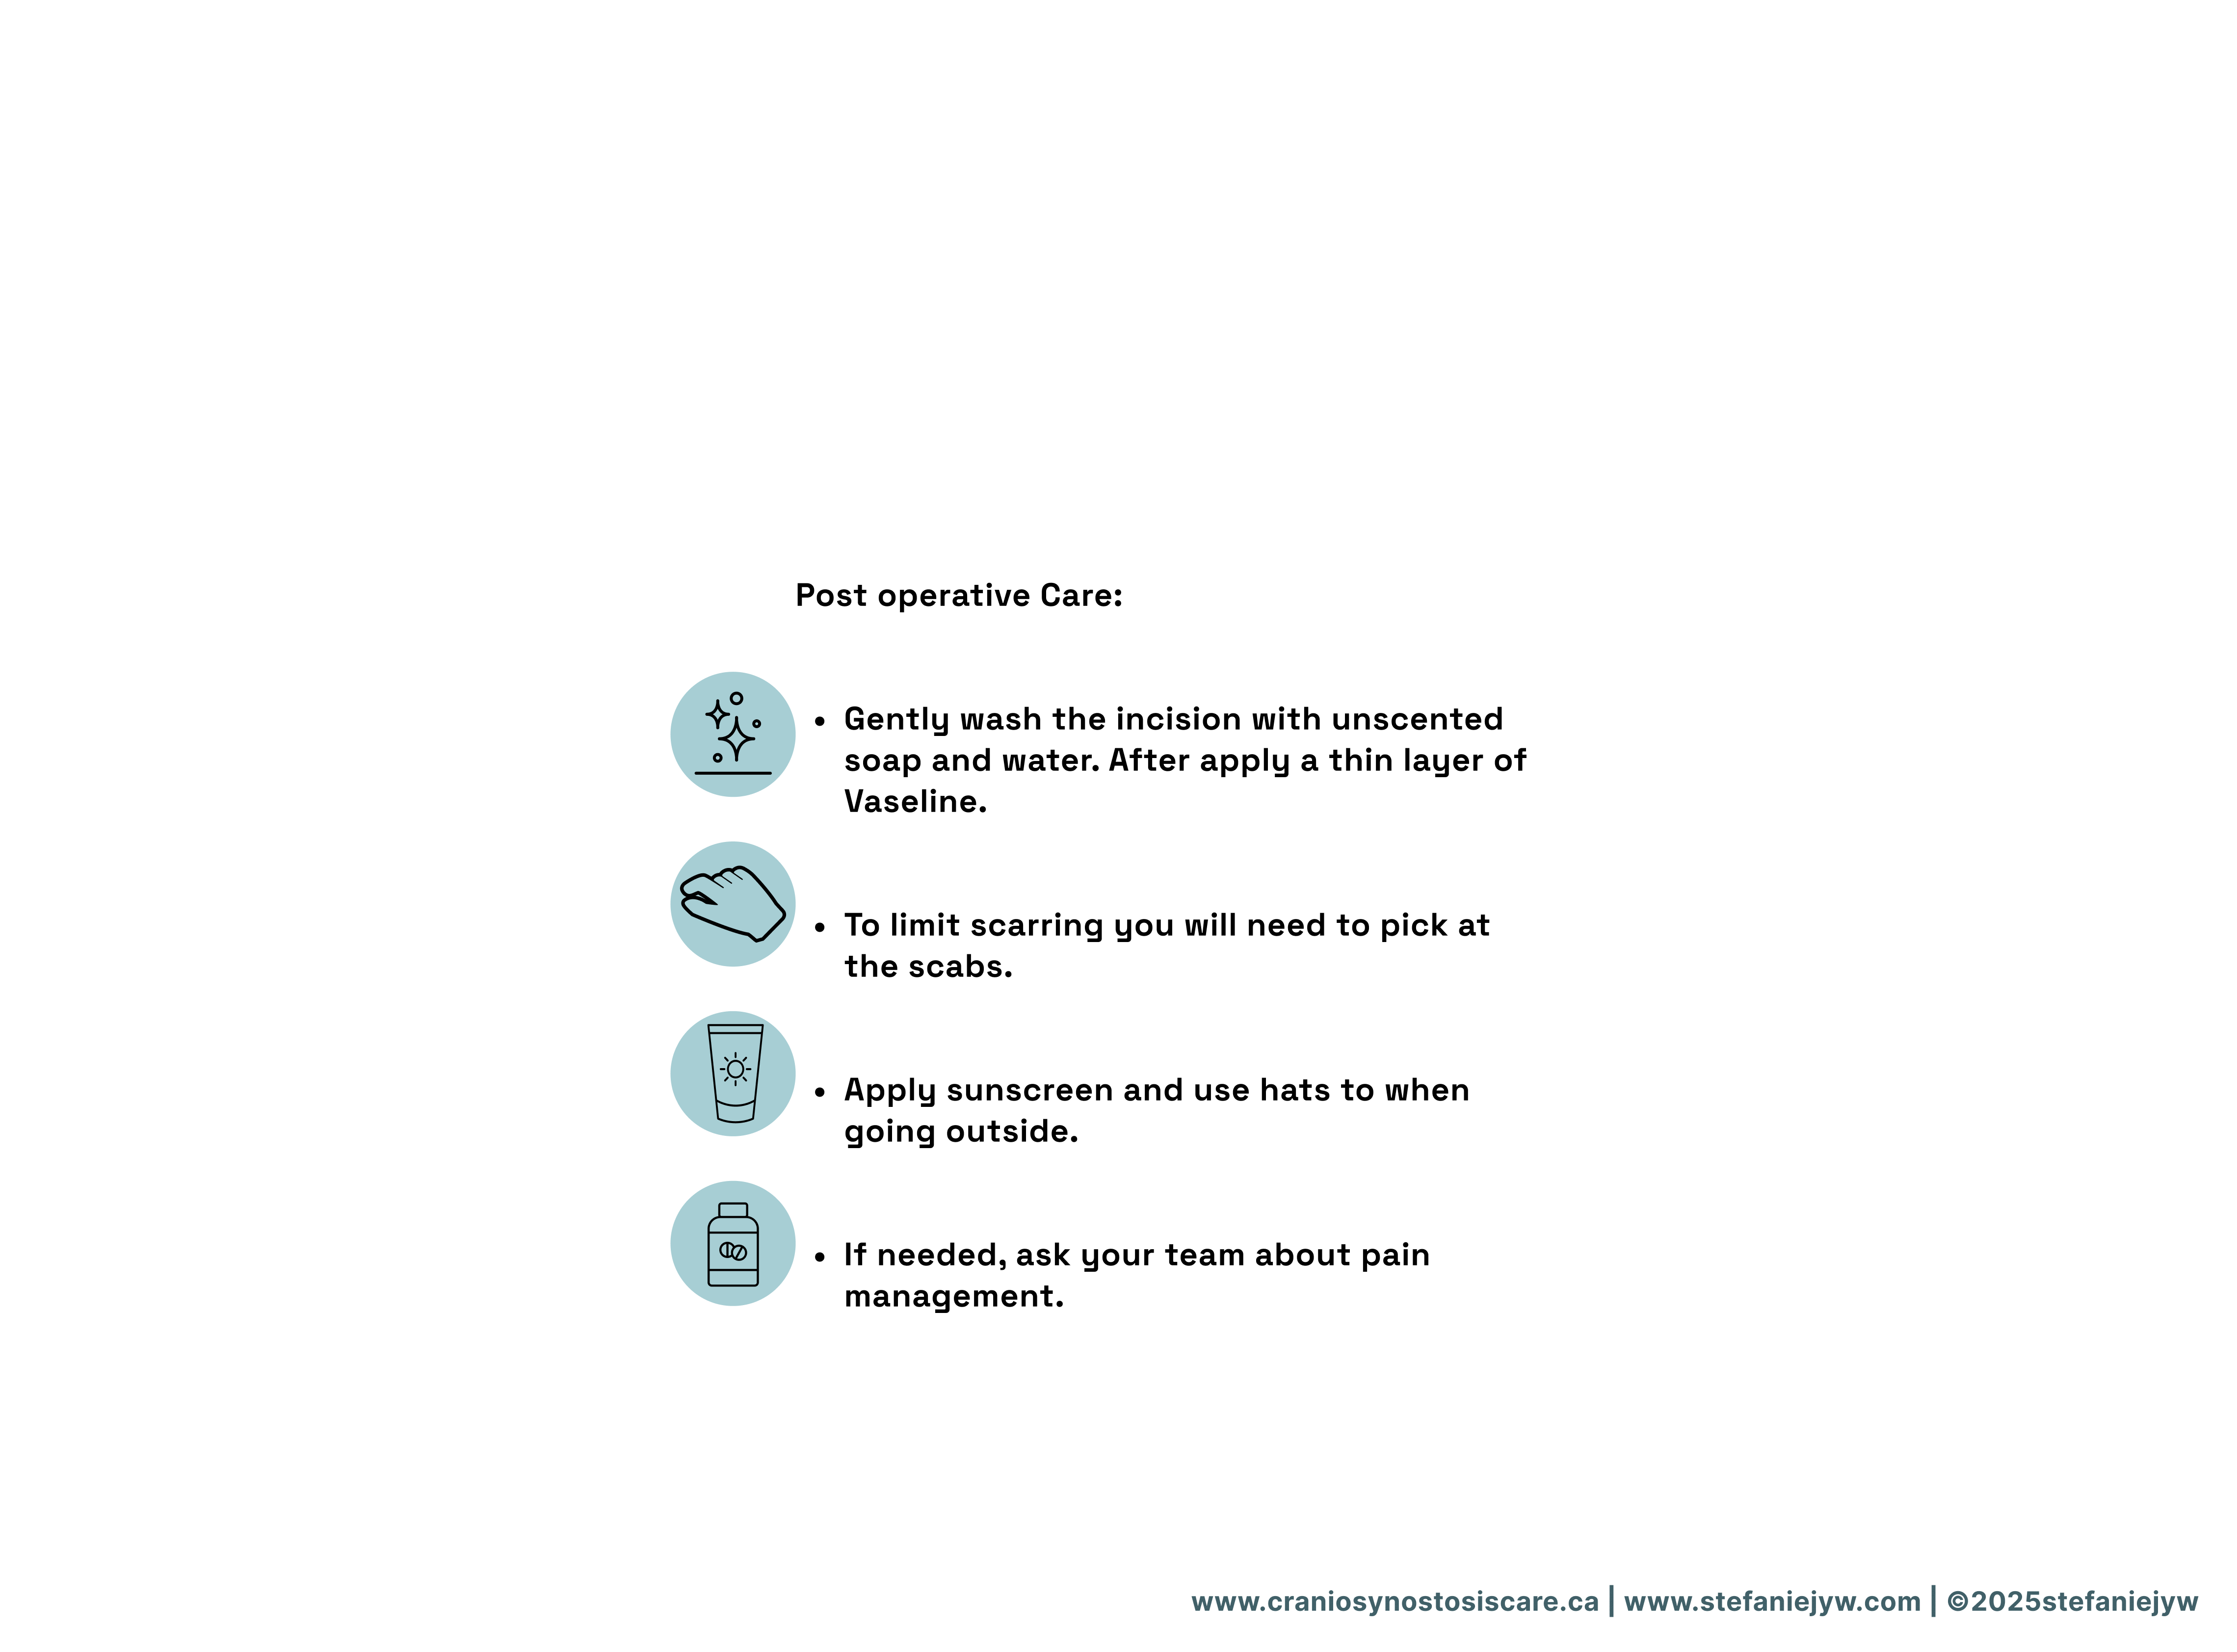 Post operative Care:
• Gently wash the incision with unscented
soap and water. After apply a thin layer of
Vaseline.
• To limit scarring you will need to pick at
the scabs.
• Apply sunscreen and use hats to when
going outside.
• If needed, ask your team about pain
management.
www.craniosynostosiscare.ca | www.stefaniejyw.com | ©2025stefaniejyw